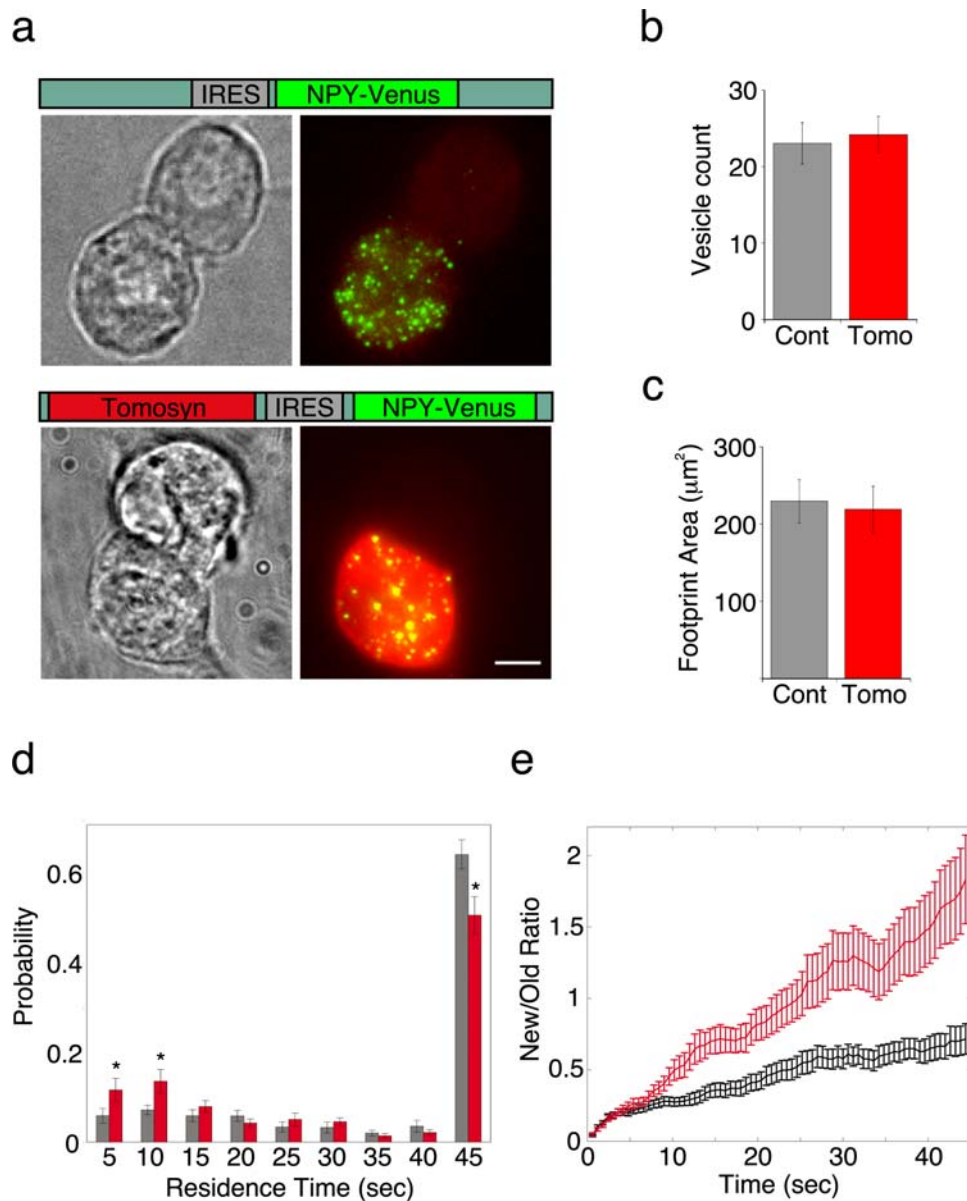 a
IRES NPY-Venus
Tomosyn IRES NPY-Venus
b
Vesicle count
30
20
10
0
Cont Tomo
c
Footprint Area (μm²)
300
200
100
Cont Tomo
d
Probability
0.6
0.4
0.2
0
* * *
5 10 15 20 25 30 35 40 45
Residence Time (sec)
e
New/Old Ratio
2
1.5
1
0.5
0
0 10 20 30 40
Time (sec)